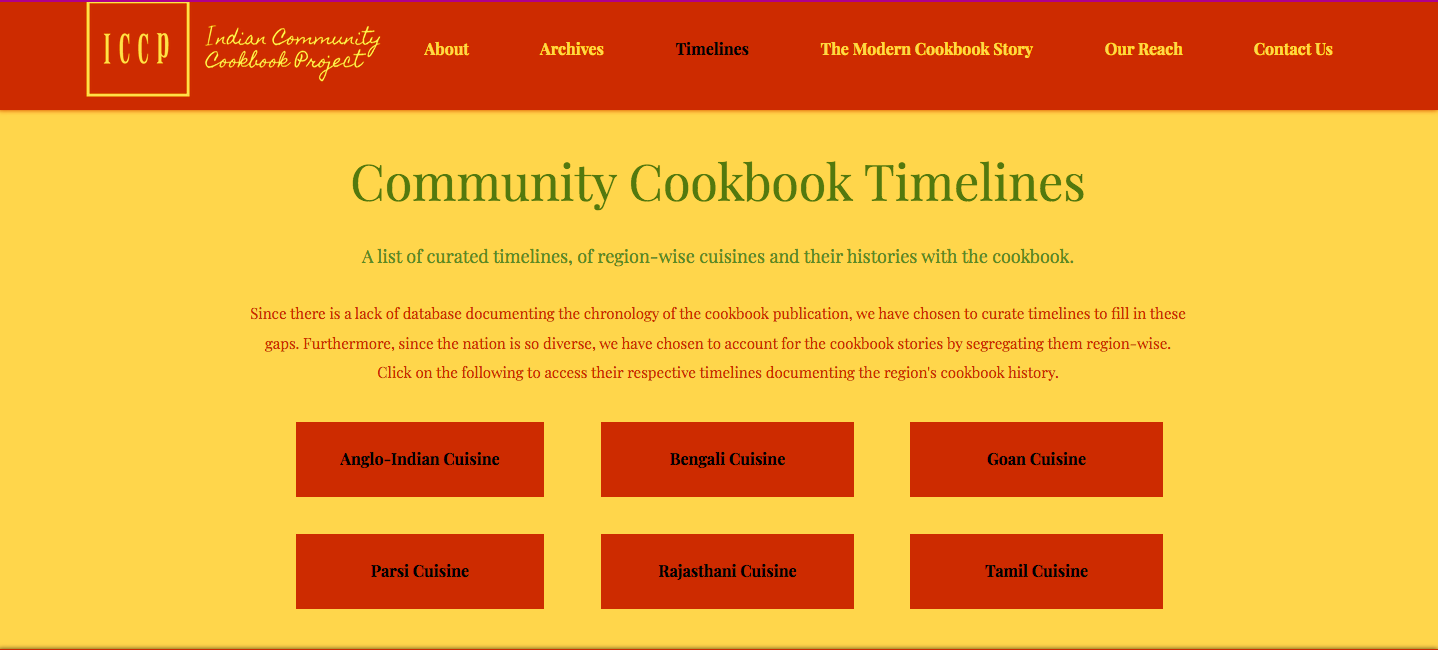 ICCP
Indian Community
Cookbook Project
About Archives Timelines The Modern Cookbook Story Our Reach Contact Us
Community Cookbook Timelines
A list of curated timelines, of region-wise cuisines and their histories with the cookbook.
Since there is a lack of database documenting the chronology of the cookbook publication, we have chosen to curate timelines to fill in these
gaps. Furthermore, since the nation is so diverse, we have chosen to account for the cookbook stories by segregating them region-wise.
Click on the following to access their respective timelines documenting the region's cookbook history.
Anglo-Indian Cuisine Bengali Cuisine Goan Cuisine
Parsi Cuisine Rajasthani Cuisine Tamil Cuisine